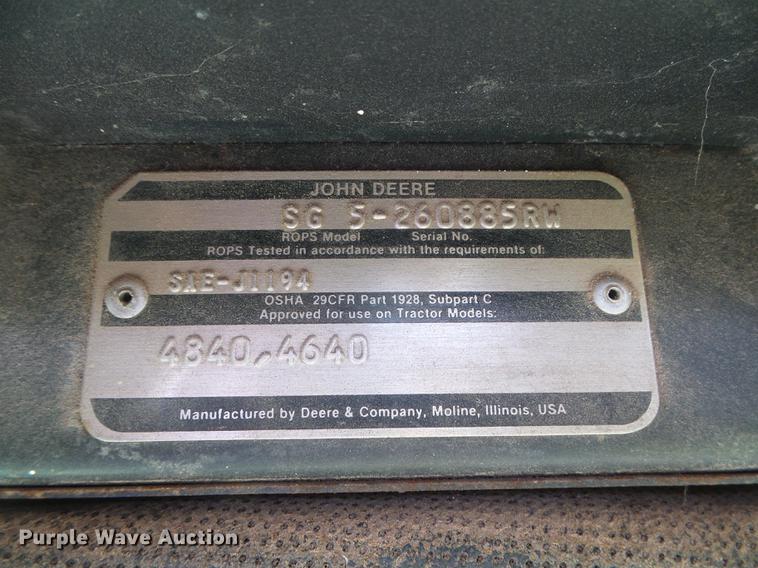 JOHN DEERE
SG 5-260885RW
ROPS Model Serial No.
ROPS Tested in accordance with the requirements of:
SAE-J1194
OSHA 29CFR Part 1928, Subpart C
Approved for use on Tractor Models:
4840,4640
Manufactured by Deere & Company, Moline, Illinois, USA
Purple Wave Auction